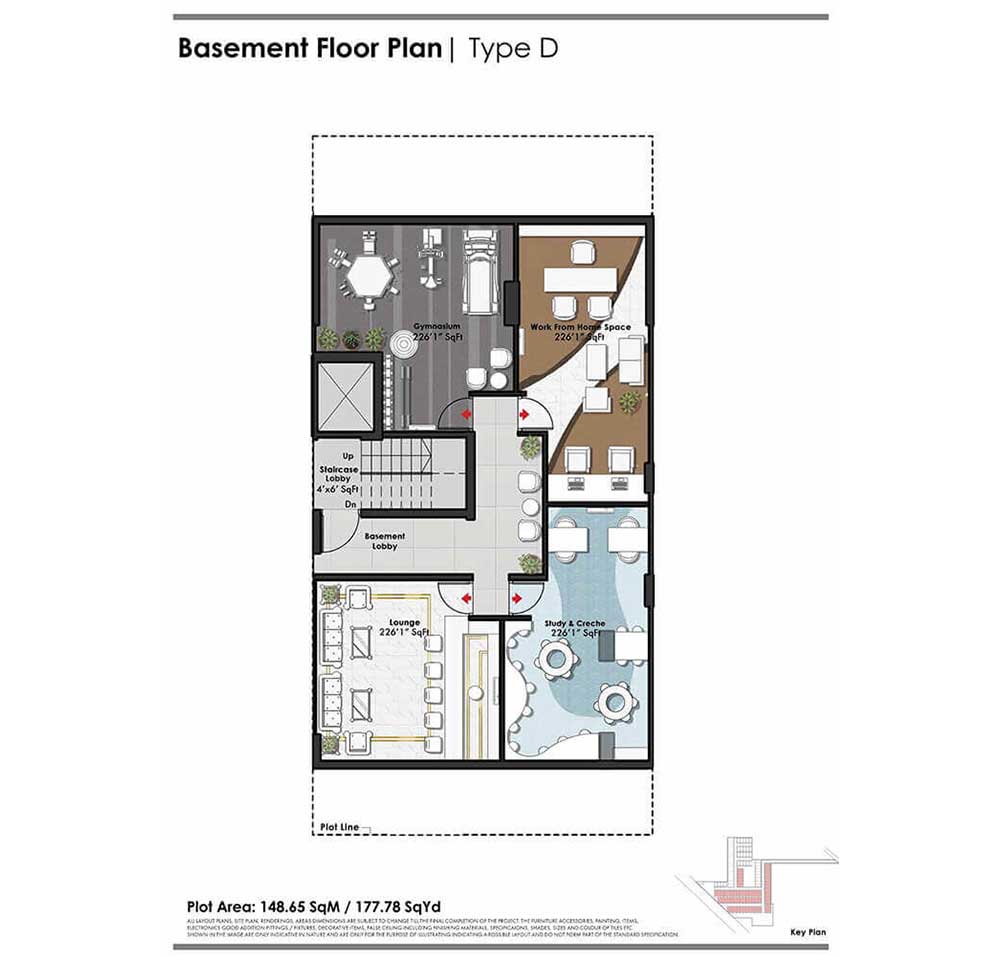 Basement Floor Plan | Type D
Gymnasium
226'1" SqFt
Work From Home Space
226'1" SqFt
Up
Staircase
Lobby
4'x6' SqFt
Dn
Basement
Lobby
Lounge
226'1" SqFt
Study & Creche
226'1" SqFt
Plot Line
Plot Area: 148.65 SqM / 177.78 SqYd
ALL LAYOUT PLANS, SITE PLAN, RENDERINGS, AREAS DIMENSIONS ARE SUBJECT TO CHANGE TILL THE FINAL COMPLETION OF THE PROJECT. THE FURNITURE ACCESSORIES, PAINTING, ITEMS,
ELECTRONICS GOOD ADDITION FITTINGS / FIXTURES, DECORATIVE ITEMS, FALSE CEILING INCLUDING FINISHING MATERIALS, SPECIFICAIONS, SHADES, SIZES AND COLOUR OF TILES ETC.
SHOWN IN THE IMAGE ARE ONLY INDICATIVE IN NATURE AND ARE ONLY FOR THE PURPOSE OF ILLUSTRATING INDICATING A POSSIBLE LAYOUT AND DO NOT FORM PART OF THE STANDARD SPECIFICATION.
Key Plan